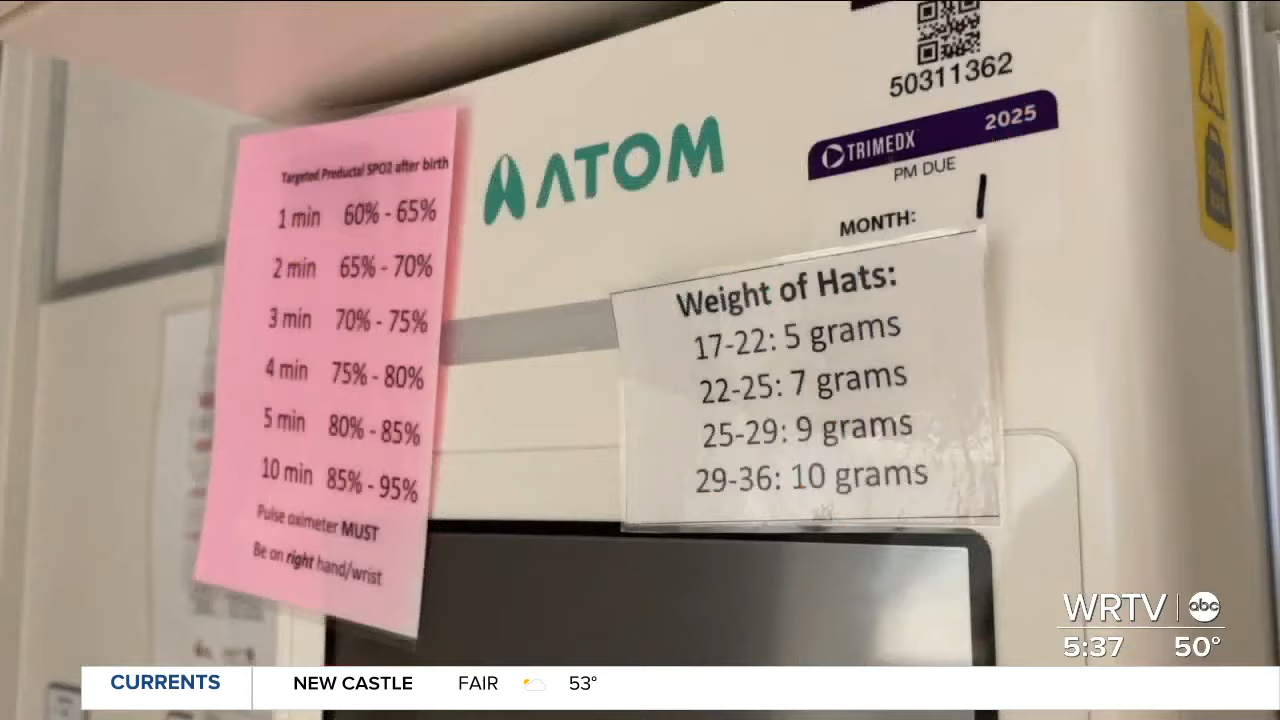 Targeted Preductal SPO2 after birth
1 min 60% - 65%
2 min 65% - 70%
3 min 70% - 75%
4 min 75% - 80%
5 min 80% - 85%
10 min 85% - 95%
Pulse oximeter MUST
Be on right hand/wrist
ATOM
50311362
TRIMEDX 2025
PM DUE
MONTH: 1
Weight of Hats:
17-22: 5 grams
22-25: 7 grams
25-29: 9 grams
29-36: 10 grams
WRTV abc
5:37 50°
CURRENTS NEW CASTLE FAIR 53°